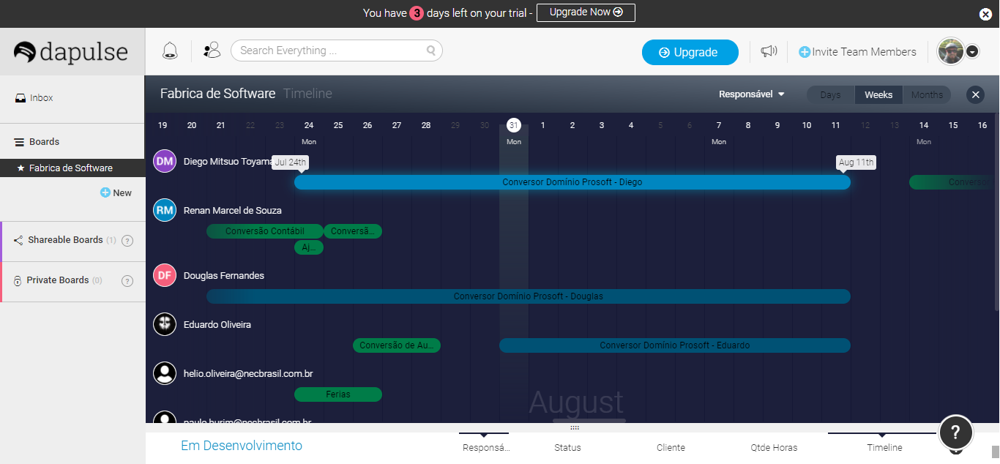 You have 3 days left on your trial - Upgrade Now
dapulse
Search Everything ...
Upgrade
Invite Team Members
Inbox
Boards
Fabrica de Software
New
Shareable Boards (1) ?
Private Boards (0) ?
Fabrica de Software Timeline
Responsável
Days Weeks Months
19 20 21 22 23 24 25 26 27 28 29 30 31 1 2 3 4 5 6 7 8 9 10 11 12 13 14 15 16
Mon Mon Mon Mon
DM Diego Mitsuo Toyama
Jul 24th
Aug 11th
Conversor Domínio Prosoft - Diego
Conversor
RM Renan Marcel de Souza
Conversão Contábil
Conversã...
Aj...
DF Douglas Fernandes
Conversor Domínio Prosoft - Douglas
Eduardo Oliveira
Conversão de Au...
Conversor Domínio Prosoft - Eduardo
helio.oliveira@necbrasil.com.br
Ferias
August
paulo.burim@necbrasil.com.br
?
Em Desenvolvimento
Responsá... Status Cliente Qtde Horas Timeline